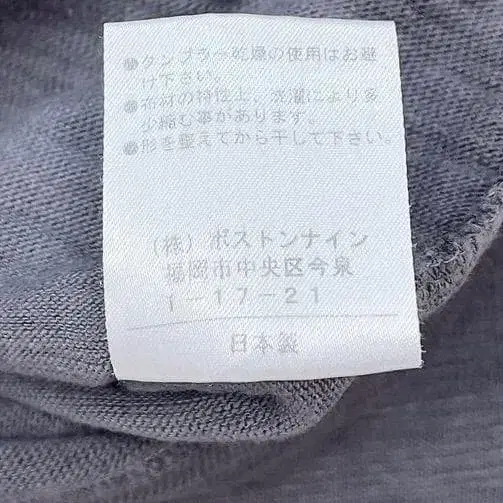 ●タンブラー乾燥の使用はお避
け下さい。
●布材の特性上、洗濯により多
少縮む事があります。
●形を整えてから干して下さい。
(株)ボストンナイン
福岡市中央区今泉
1-17-21
日本製